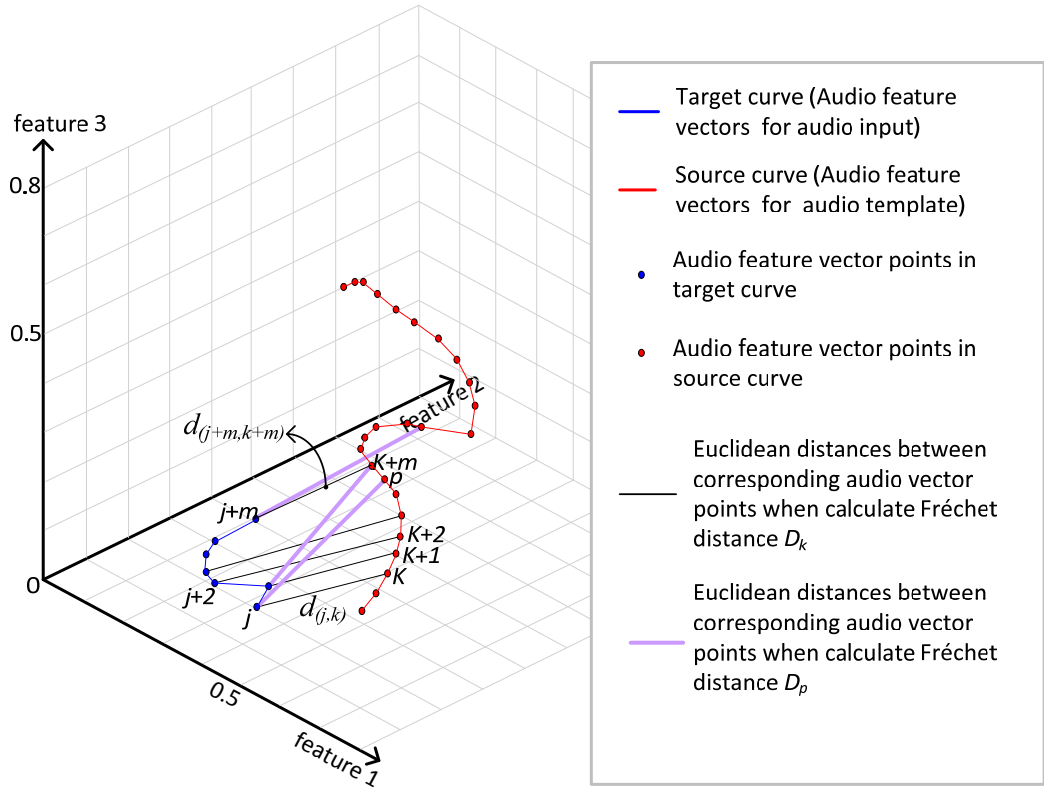 feature 3
0.8
0.5
0
feature 2
d(j+m,k+m)
K+m
p
j+m
K+2
K+1
K
j+2
j
d(j,k)
0.5
feature 1
Target curve (Audio feature
vectors for audio input)
Source curve (Audio feature
vectors for audio template)
Audio feature vector points in
target curve
Audio feature vector points in
source curve
Euclidean distances between
corresponding audio vector
points when calculate Fréchet
distance Dk
Euclidean distances between
corresponding audio vector
points when calculate Fréchet
distance Dp